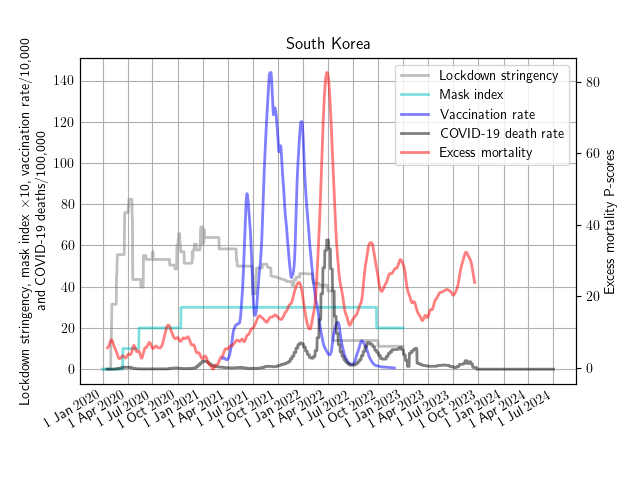 South Korea
Lockdown stringency, mask index ×10, vaccination rate/10,000
and COVID-19 deaths/100,000
140
120
100
80
60
40
20
0
Lockdown stringency
Mask index
Vaccination rate
COVID-19 death rate
Excess mortality
80
60
40
20
0
Excess mortality P-scores
1 Jan 2020
1 Apr 2020
1 Jul 2020
1 Oct 2020
1 Jan 2021
1 Apr 2021
1 Jul 2021
1 Oct 2021
1 Jan 2022
1 Apr 2022
1 Jul 2022
1 Oct 2022
1 Jan 2023
1 Apr 2023
1 Jul 2023
1 Oct 2023
1 Jan 2024
1 Apr 2024
1 Jul 2024